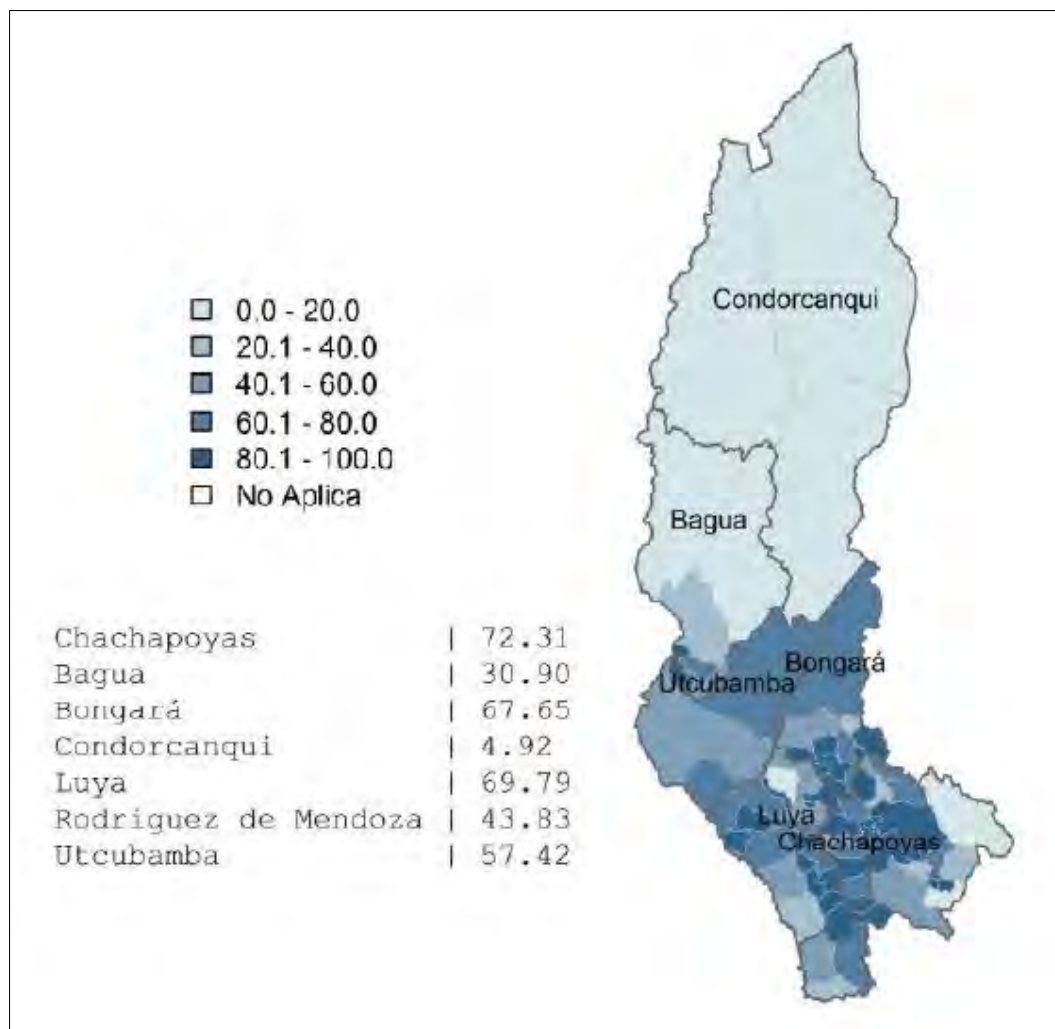 0.0 - 20.0
20.1 - 40.0
40.1 - 60.0
60.1 - 80.0
80.1 - 100.0
No Aplica
Chachapoyas | 72.31
Bagua | 30.90
Bongará | 67.65
Condorcanqui | 4.92
Luya | 69.79
Rodriguez de Mendoza | 43.83
Utcubamba | 57.42
Condorcanqui
Bagua
Bongará
Utcubamba
Luya
Chachapoyas